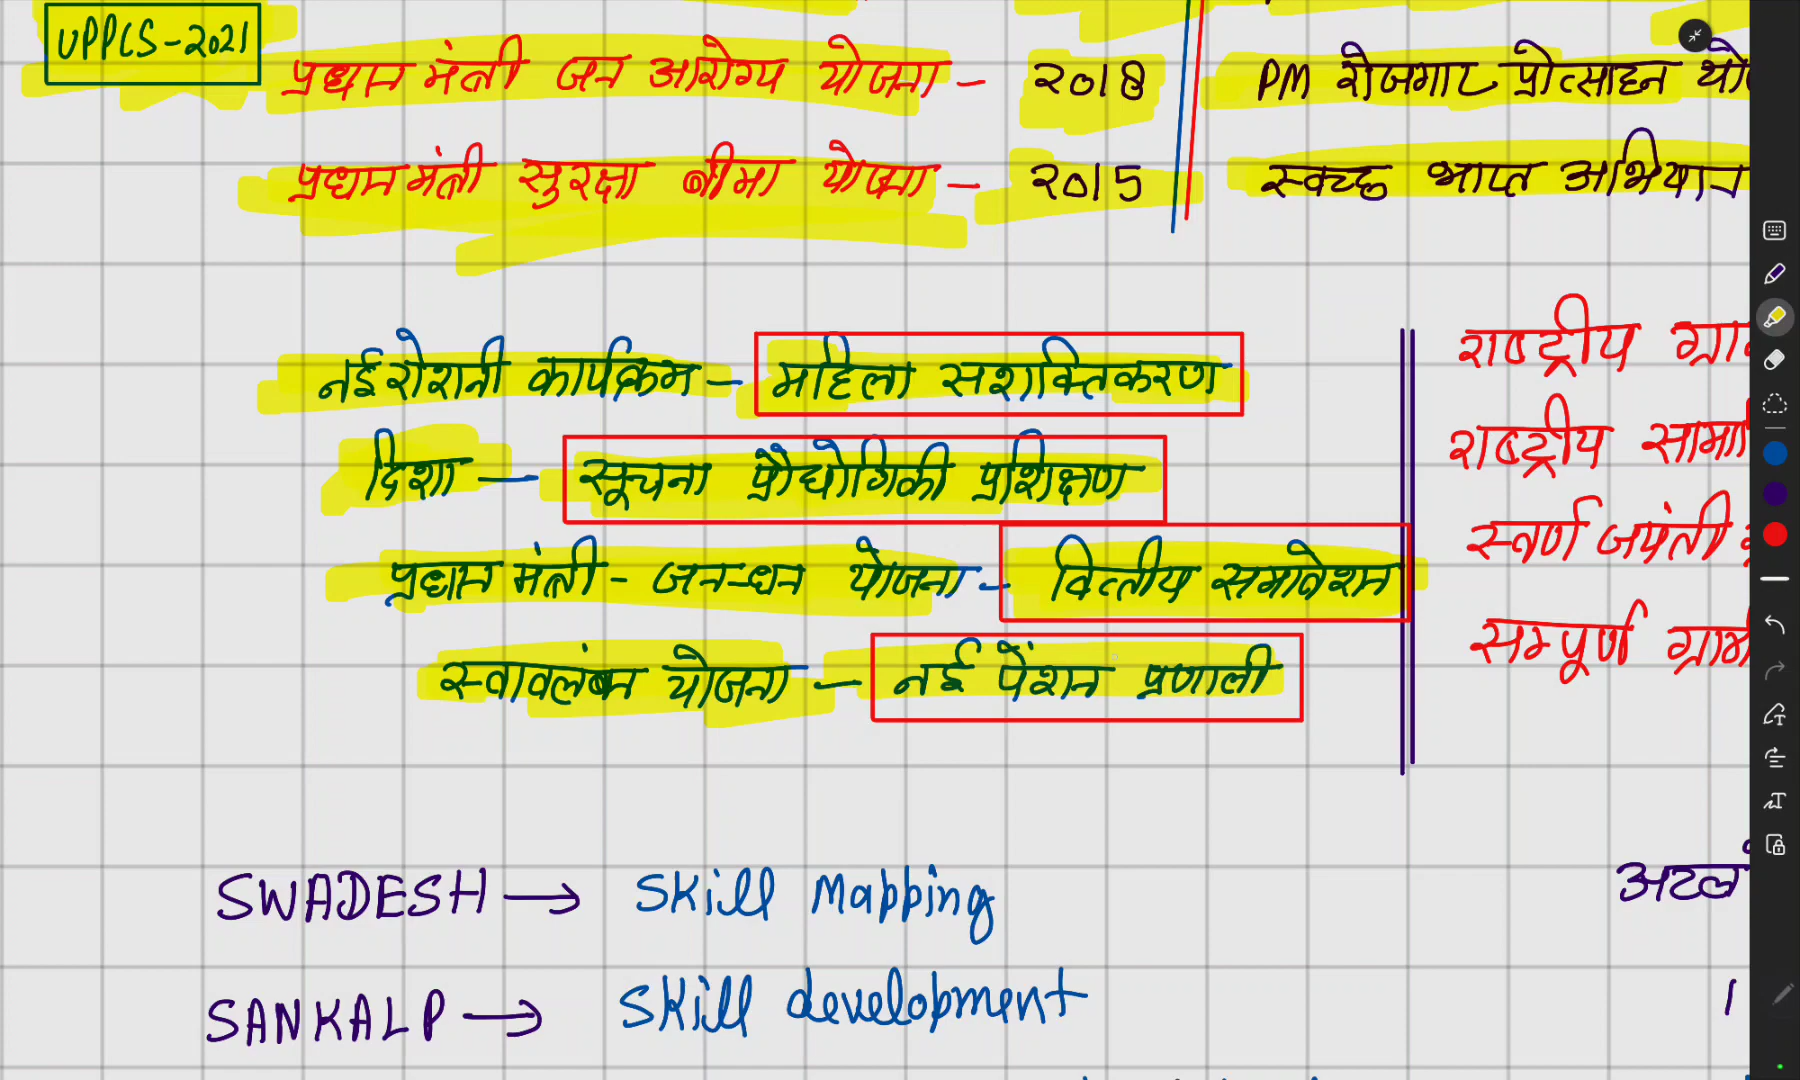 UPPCS-2021
प्रधान मंत्री जन आरोग्य योजना - 2018
PM रोजगार प्रोत्साहन
प्रधानमंत्री सुरक्षा बीमा योजना - 2015
स्वच्छ भारत अभियान
नई रोशनी कार्यक्रम - महिला सशक्तिकरण
दिशा - सूचना प्रौद्योगिकी प्रशिक्षण
प्रधान मंत्री - जन-धन योजना - वित्तीय समावेशन
स्वावलंबन योजना - नई पेंशन प्रणाली
राष्ट्रीय
राष्ट्रीय
स्वर्ण जयंती
सम्पूर्ण
SWADESH → Skill Mapping
अटल
SANKALP → Skill development